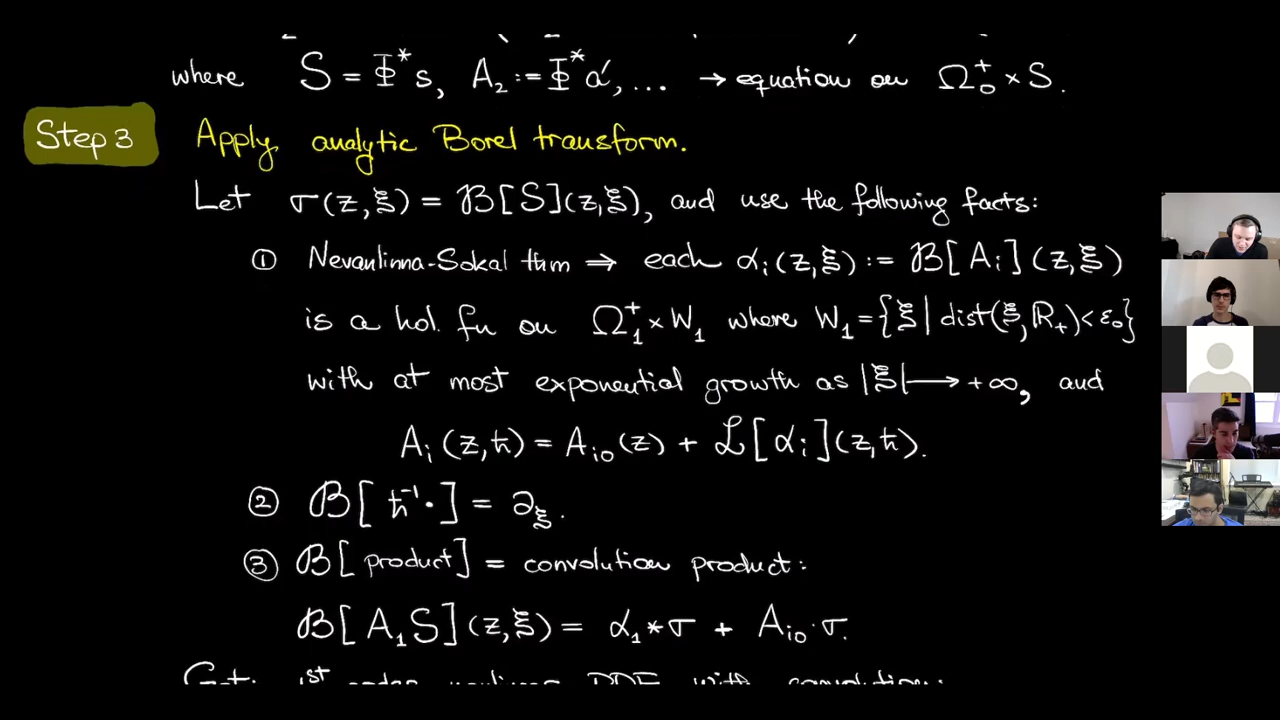 where S = Φ*s, A₂ := Φ*α, ... → equation on Ω₀⁺ × S.
Step 3 Apply analytic Borel transform.
Let σ(z,ξ) = 𝓑[S](z,ξ), and use the following facts:
① Nevanlinna-Sokal thm ⇒ each αᵢ(z,ξ) := 𝓑[Aᵢ](z,ξ)
is a hol. fn on Ω₁⁺ × W₁ where W₁ = {ξ | dist(ξ,ℝ₊) < ε₀}
with at most exponential growth as |ξ| → +∞, and
Aᵢ(z,ħ) = Aᵢ₀(z) + 𝓛[αᵢ](z,ħ).
② 𝓑[ħ⁻¹·] = ∂_ξ.
③ 𝓑[product] = convolution product:
𝓑[A₁S](z,ξ) = α₁*σ + Aᵢ₀·σ.